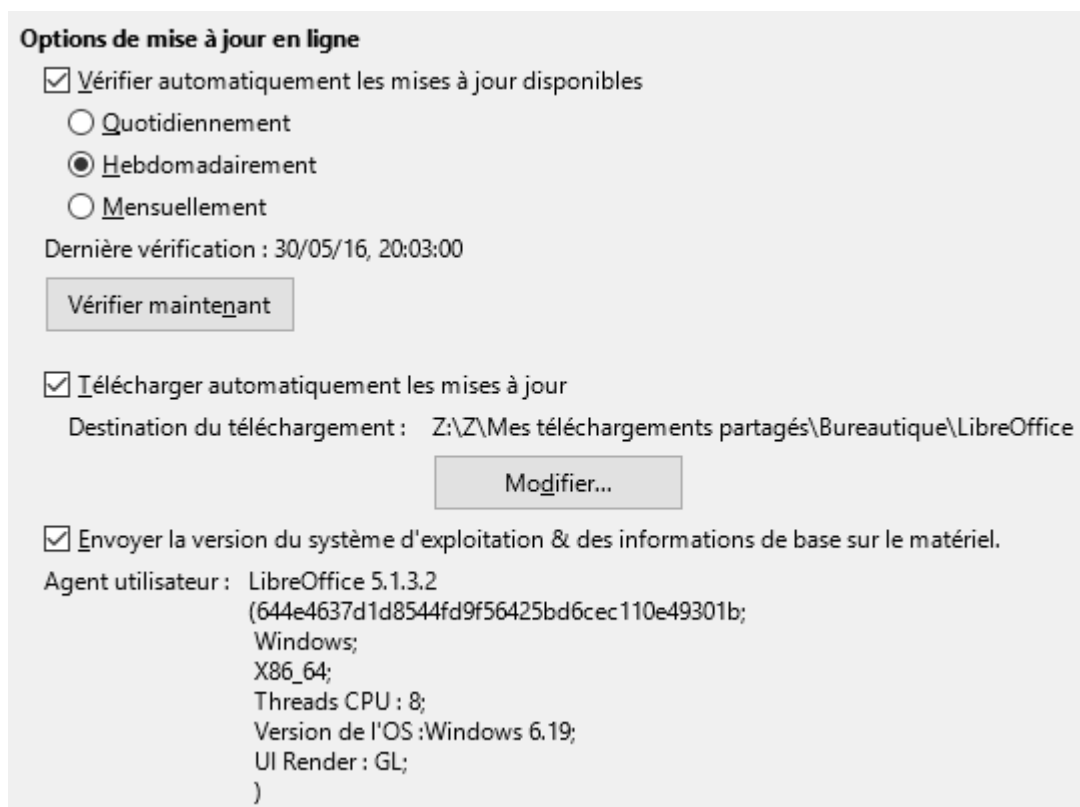 Options de mise à jour en ligne
Vérifier automatiquement les mises à jour disponibles
Quotidiennement
Hebdomadairement
Mensuellement
Dernière vérification : 30/05/16, 20:03:00
Vérifier maintenant
Télécharger automatiquement les mises à jour
Destination du téléchargement : Z:\Z\Mes téléchargements partagés\Bureautique\LibreOffice
Modifier...
Envoyer la version du système d'exploitation & des informations de base sur le matériel.
Agent utilisateur : LibreOffice 5.1.3.2
(644e4637d1d8544fd9f56425bd6cec110e49301b;
Windows;
X86_64;
Threads CPU : 8;
Version de l'OS :Windows 6.19;
UI Render : GL;
)